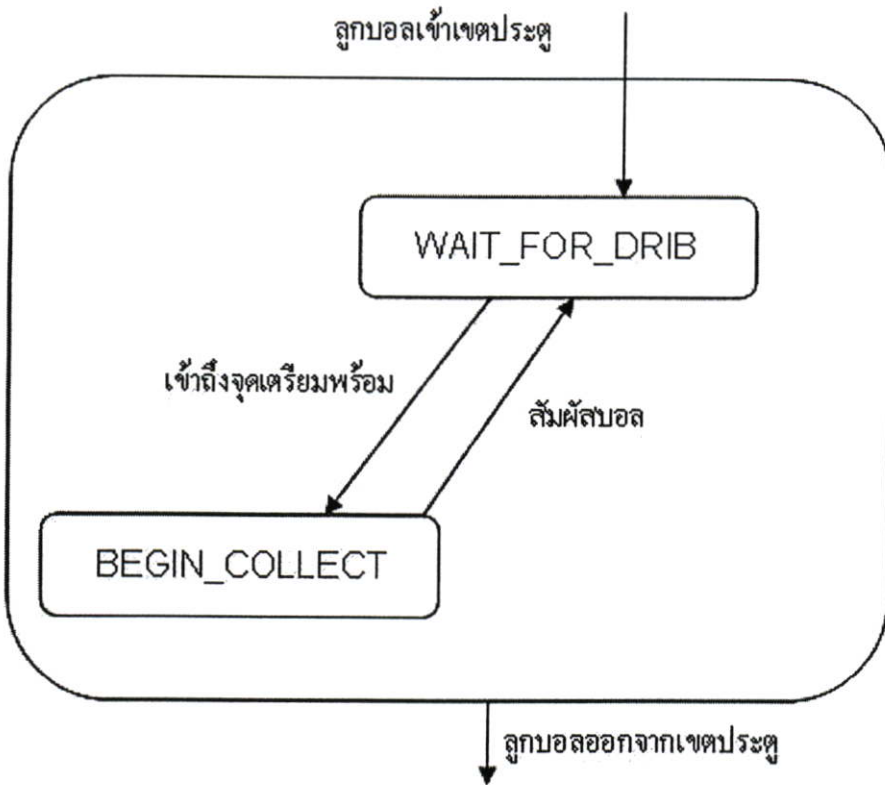 ลูกบอลเข้าเขตประตู
WAIT_FOR_DRIB
เข้าถึงจุดเตรียมพร้อม
สัมผัสบอล
BEGIN_COLLECT
ลูกบอลออกจากเขตประตู